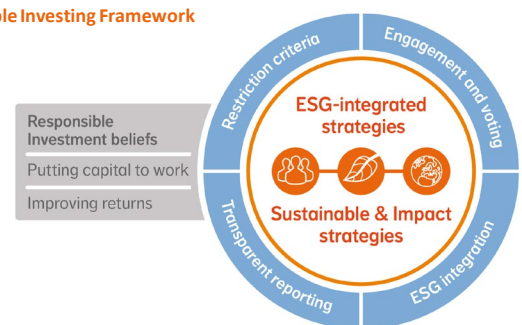 ble Investing Framework
Restriction criteria
Engagement and voting
ESG-integrated
strategies
Responsible
Investment beliefs
Putting capital to work
Improving returns
Sustainable & Impact
strategies
Transparent reporting
ESG integration